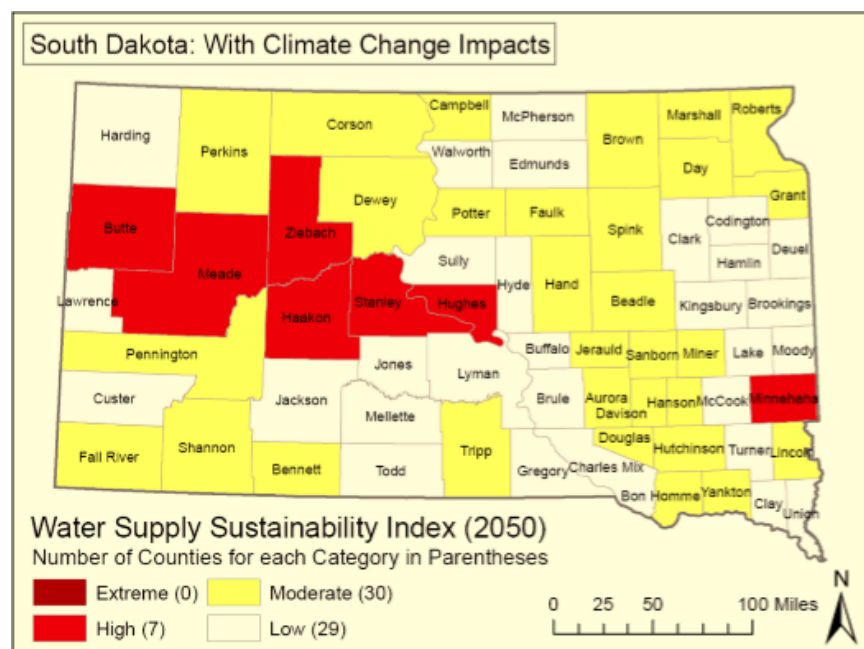 South Dakota: With Climate Change Impacts
Harding
Perkins
Corson
Campbell
McPherson
Brown
Marshall
Roberts
Walworth
Edmunds
Day
Dewey
Grant
Butte
Ziebach
Potter
Faulk
Spink
Clark
Codington
Deuel
Hamlin
Meade
Sully
Hyde
Hand
Beadle
Kingsbury
Brookings
Lawrence
Haakon
Stanley
Hughes
Pennington
Jones
Lyman
Buffalo
Jerauld
Sanborn
Miner
Lake
Moody
Custer
Jackson
Mellette
Brule
Aurora
Davison
Hanson
McCook
Minnehaha
Fall River
Shannon
Bennett
Todd
Tripp
Gregory
Charles Mix
Douglas
Hutchinson
Turner
Lincoln
Bon Homme
Yankton
Clay
Union
Water Supply Sustainability Index (2050)
Number of Counties for each Category in Parentheses
Extreme (0)
Moderate (30)
High (7)
Low (29)
0 25 50 100 Miles
N